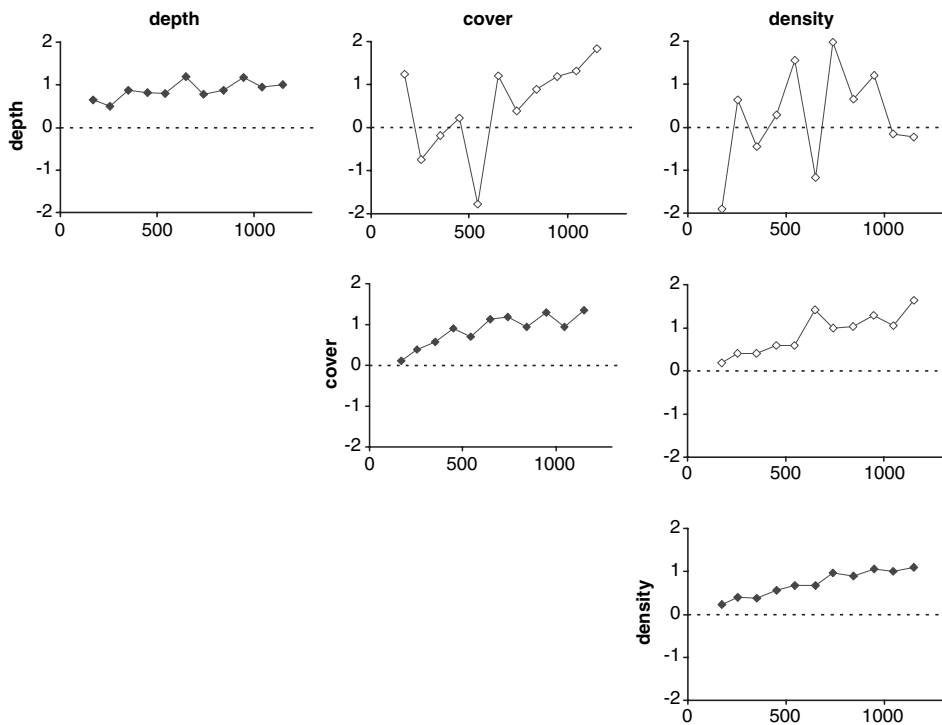 depth cover density
2 2 2
1 1 1
0 0 0
-1 -1 -1
-2 -2 -2
0 500 1000 0 500 1000 0 500 1000
depth
2 2
1 1
0 0
-1 -1
-2 -2
0 500 1000 0 500 1000
cover
2
1
0
-1
-2
0 500 1000
density